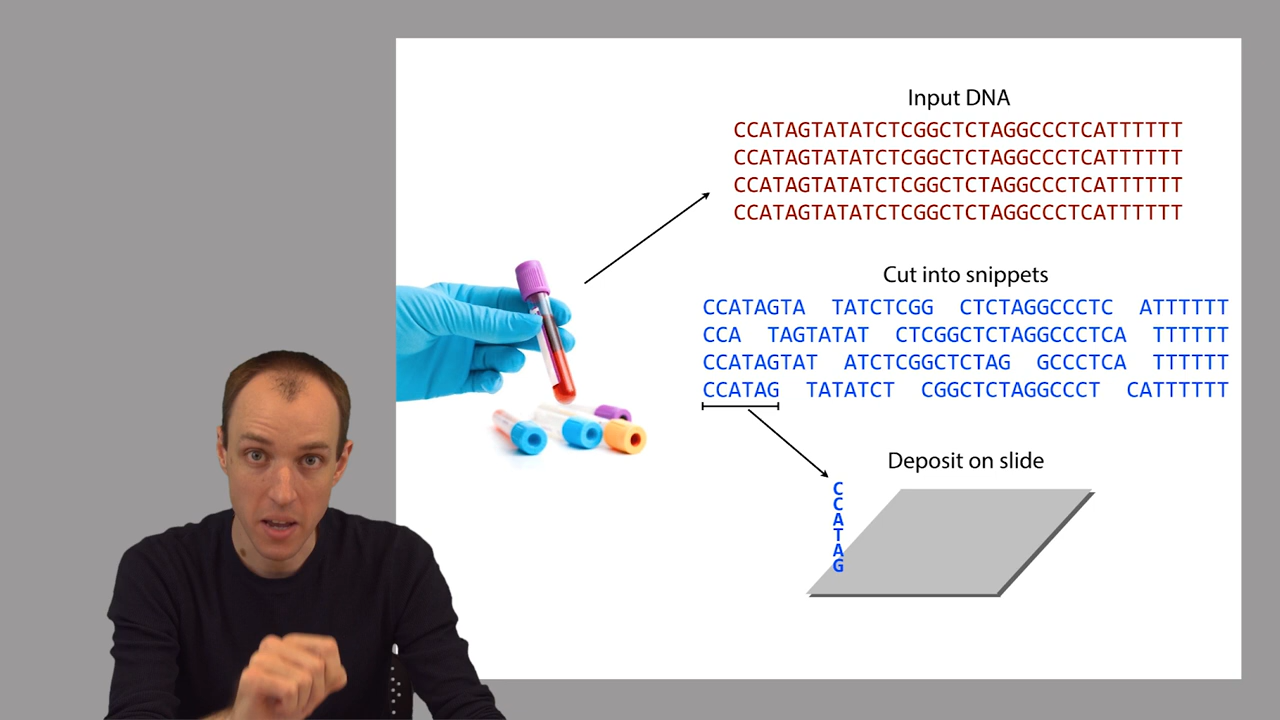 Input DNA
CCATAGTATATCTCGGCTCTAGGCCCTCATTTTTT
CCATAGTATATCTCGGCTCTAGGCCCTCATTTTTT
CCATAGTATATCTCGGCTCTAGGCCCTCATTTTTT
CCATAGTATATCTCGGCTCTAGGCCCTCATTTTTT
Cut into snippets
CCATAGTA TATCTCGG CTCTAGGCCCTC ATTTTTT
CCA TAGTATAT CTCGGCTCTAGGCCCTCA TTTTTT
CCATAGTAT ATCTCGGCTCTAG GCCCTCA TTTTTT
CCATAG TATATCT CGGCTCTAGGCCCT CATTTTTT
Deposit on slide
C
C
A
T
A
G